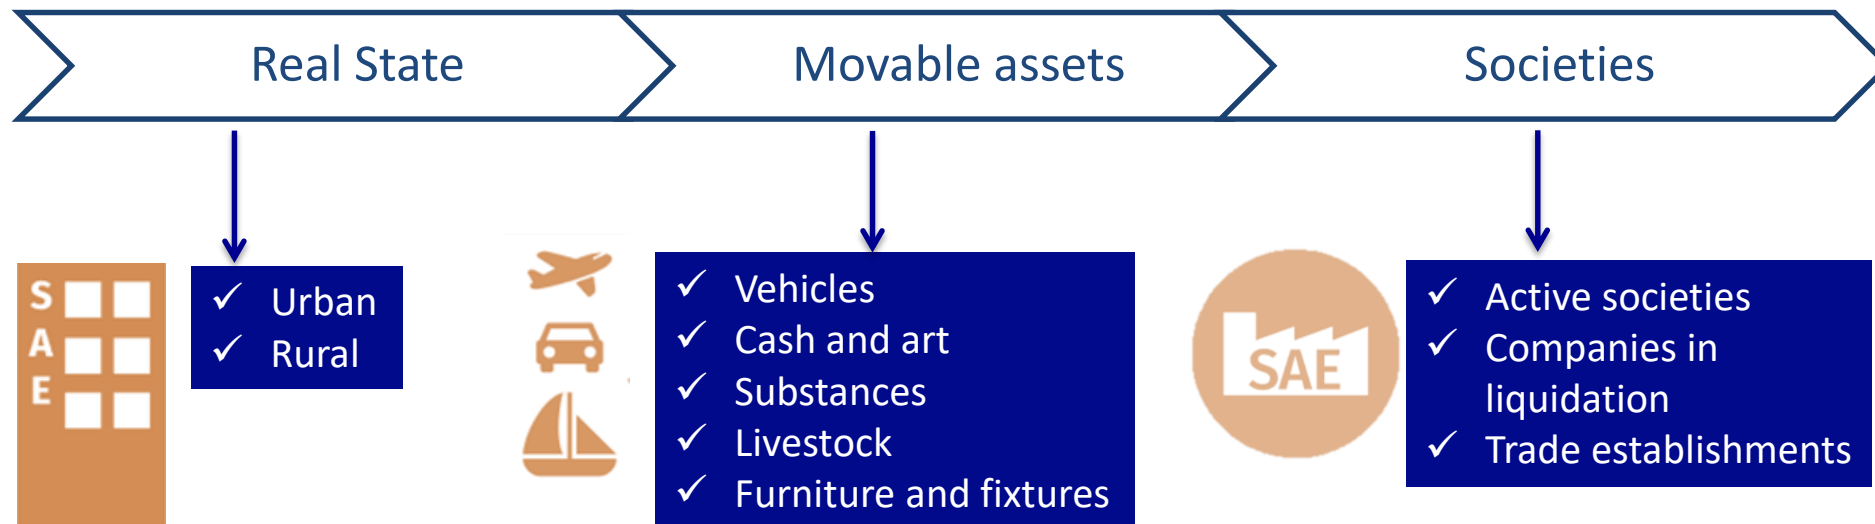 Real State
Movable assets
Societies
S
A
E
✓ Urban
✓ Rural
✓ Vehicles
✓ Cash and art
✓ Substances
✓ Livestock
✓ Furniture and fixtures
SAE
✓ Active societies
✓ Companies in
liquidation
✓ Trade establishments